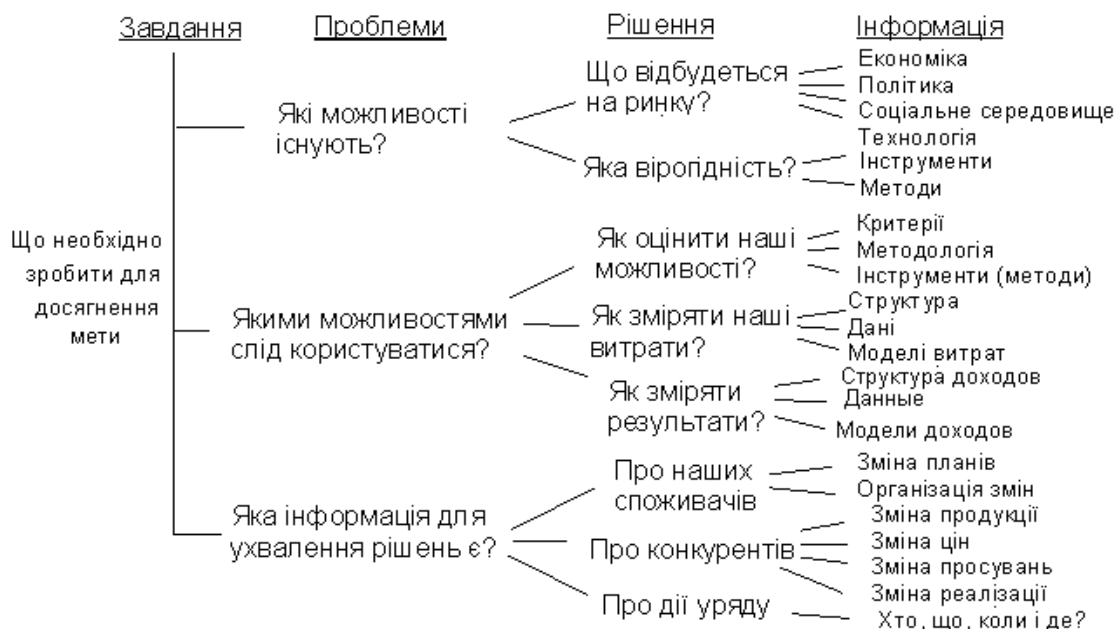 Завдання
Проблеми
Рішення
Інформація
Що необхідно
зробити для
досягнення
мети
Які можливості
існують?
Що відбудеться
на ринку?
Економіка
Політика
Соціальне середовище
Технологія
Яка вірогідність?
Інструменти
Методи
Якими можливостями
слід користуватися?
Як оцінити наші
можливості?
Критерії
Методологія
Інструменти (методи)
Як зміряти наші
витрати?
Структура
Дані
Моделі витрат
Як зміряти
результати?
Структура доходов
Данные
Модели доходов
Яка інформація для
ухвалення рішень є?
Про наших
споживачів
Зміна планів
Організація змін
Про конкурентів
Зміна продукції
Зміна цін
Зміна просувань
Зміна реалізації
Про дії уряду
Хто, що, коли і де?